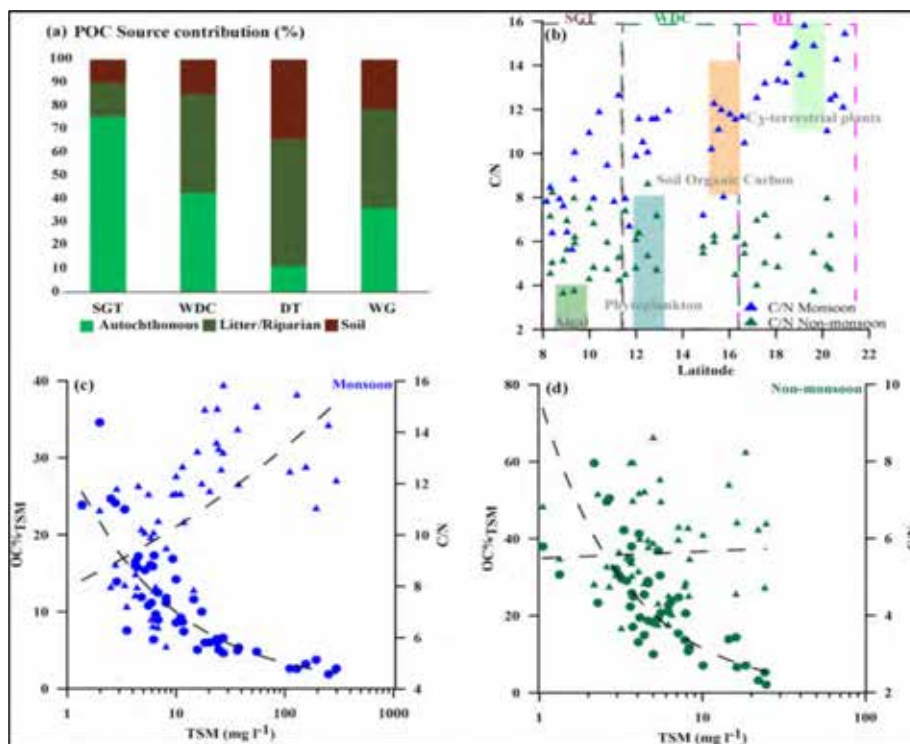 (a) POC Source contribution (%)
100
90
80
70
60
50
40
30
20
10
0
SGT WDC DT WG
Autochthonous Litter/Riparian Soil
(b) SGT WDC DT
16
14
12
10
8
6
4
2
C/N
C3-terrestrial plants
Soil Organic Carbon
Phytoplankton
Algal
C/N Monsoon
C/N Non-monsoon
8 10 12 14 16 18 20 22
Latitude
(c) Monsoon
40
30
20
10
0
OC%TSM
16
14
12
10
8
6
4
C/N
1 10 100 1000
TSM (mg l-1)
(d) Non-monsoon
80
60
40
20
0
OC%TSM
10
8
6
4
2
C/N
1 10 100
TSM (mg l-1)